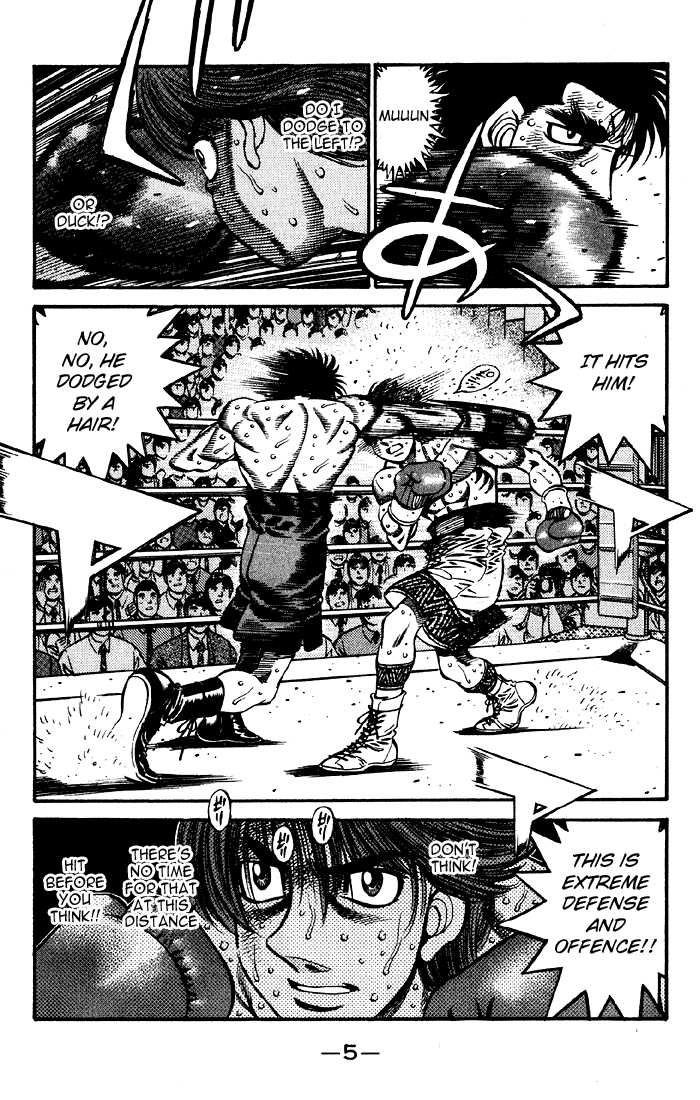 MUUUN
DO I
DODGE TO
THE LEFT!?
OR
DUCK!?
IT HITS
HIM!
NO,
NO, HE
DODGED
BY A
HAIR!
THIS IS
EXTREME
DEFENSE
AND
OFFENCE!!
DON'T
THINK!
THERE'S
NO TIME
FOR THAT
AT THIS
DISTANCE
HIT
BEFORE
YOU
THINK!!
—5—